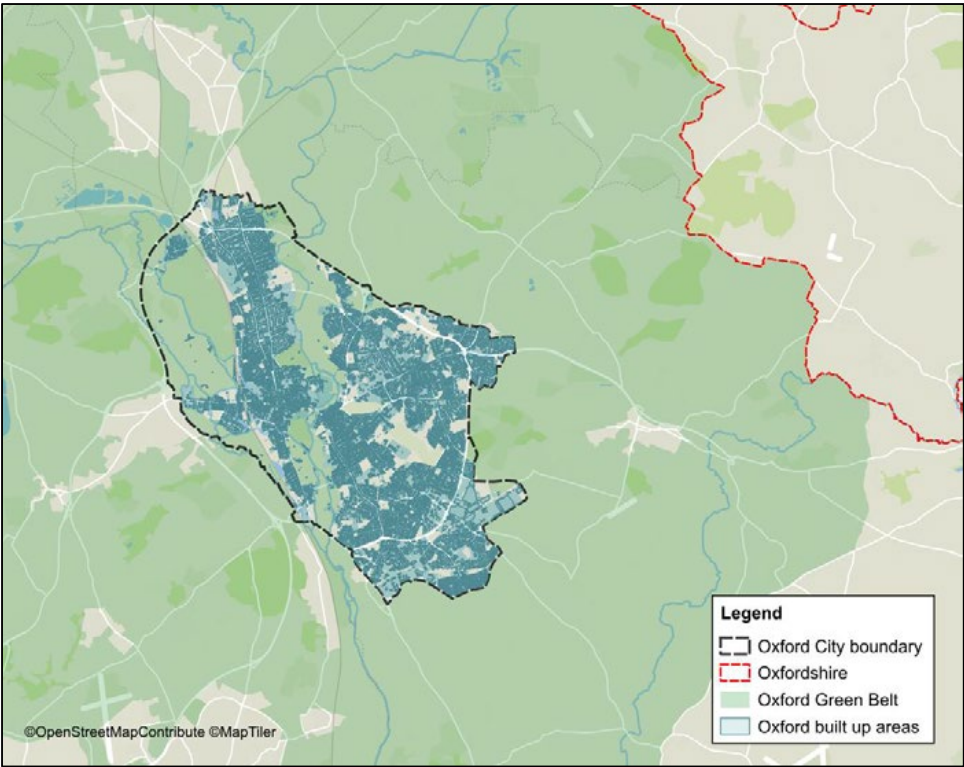 Legend
Oxford City boundary
Oxfordshire
Oxford Green Belt
Oxford built up areas
©OpenStreetMapContribute ©MapTiler